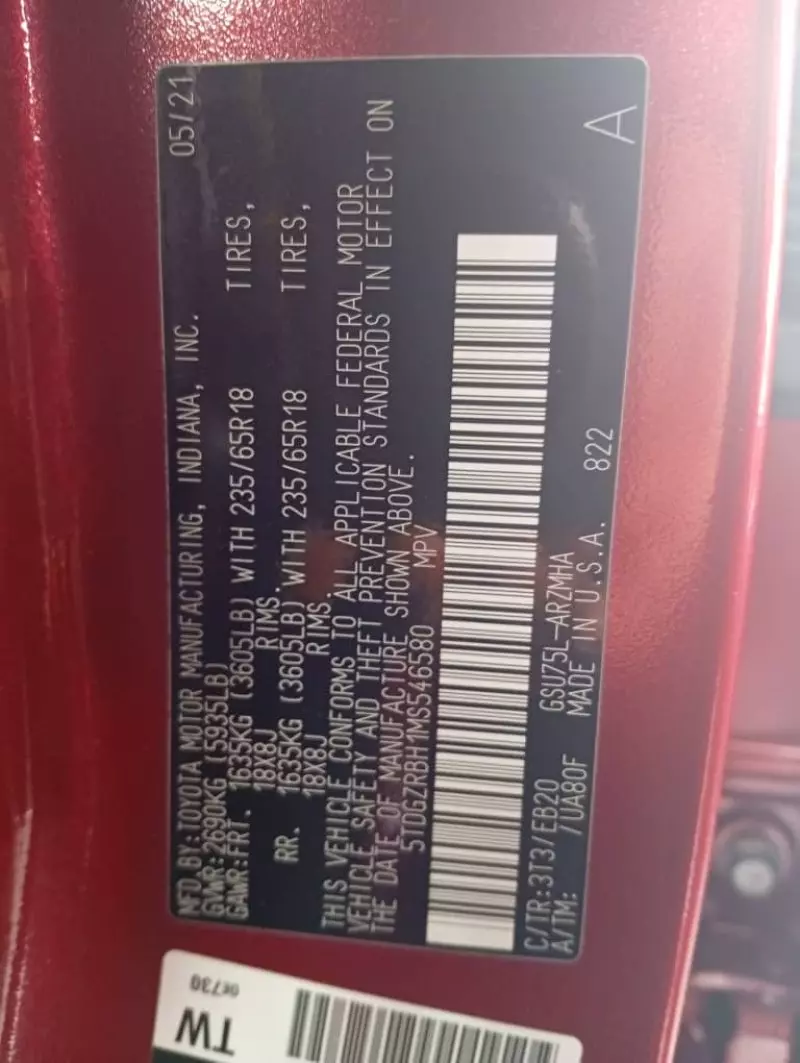 MFD.BY:TOYOTA MOTOR MANUFACTURING, INDIANA, INC. 05/21
GVWR:2690KG (5935LB)
GAWR:FRT. 1635KG (3605LB) WITH 235/65R18 TIRES,
18X8J RIMS.
RR. 1635KG (3605LB) WITH 235/65R18 TIRES,
18X8J RIMS.
THIS VEHICLE CONFORMS TO ALL APPLICABLE FEDERAL MOTOR
VEHICLE SAFETY AND THEFT PREVENTION STANDARDS IN EFFECT ON
THE DATE OF MANUFACTURE SHOWN ABOVE.
5TDGZRBH1MS546580 MPV
C/TR:3T3/EB20 GSU75L-ARZMHA
A/TM: /UA80F MADE IN U.S.A. 822 A
TW